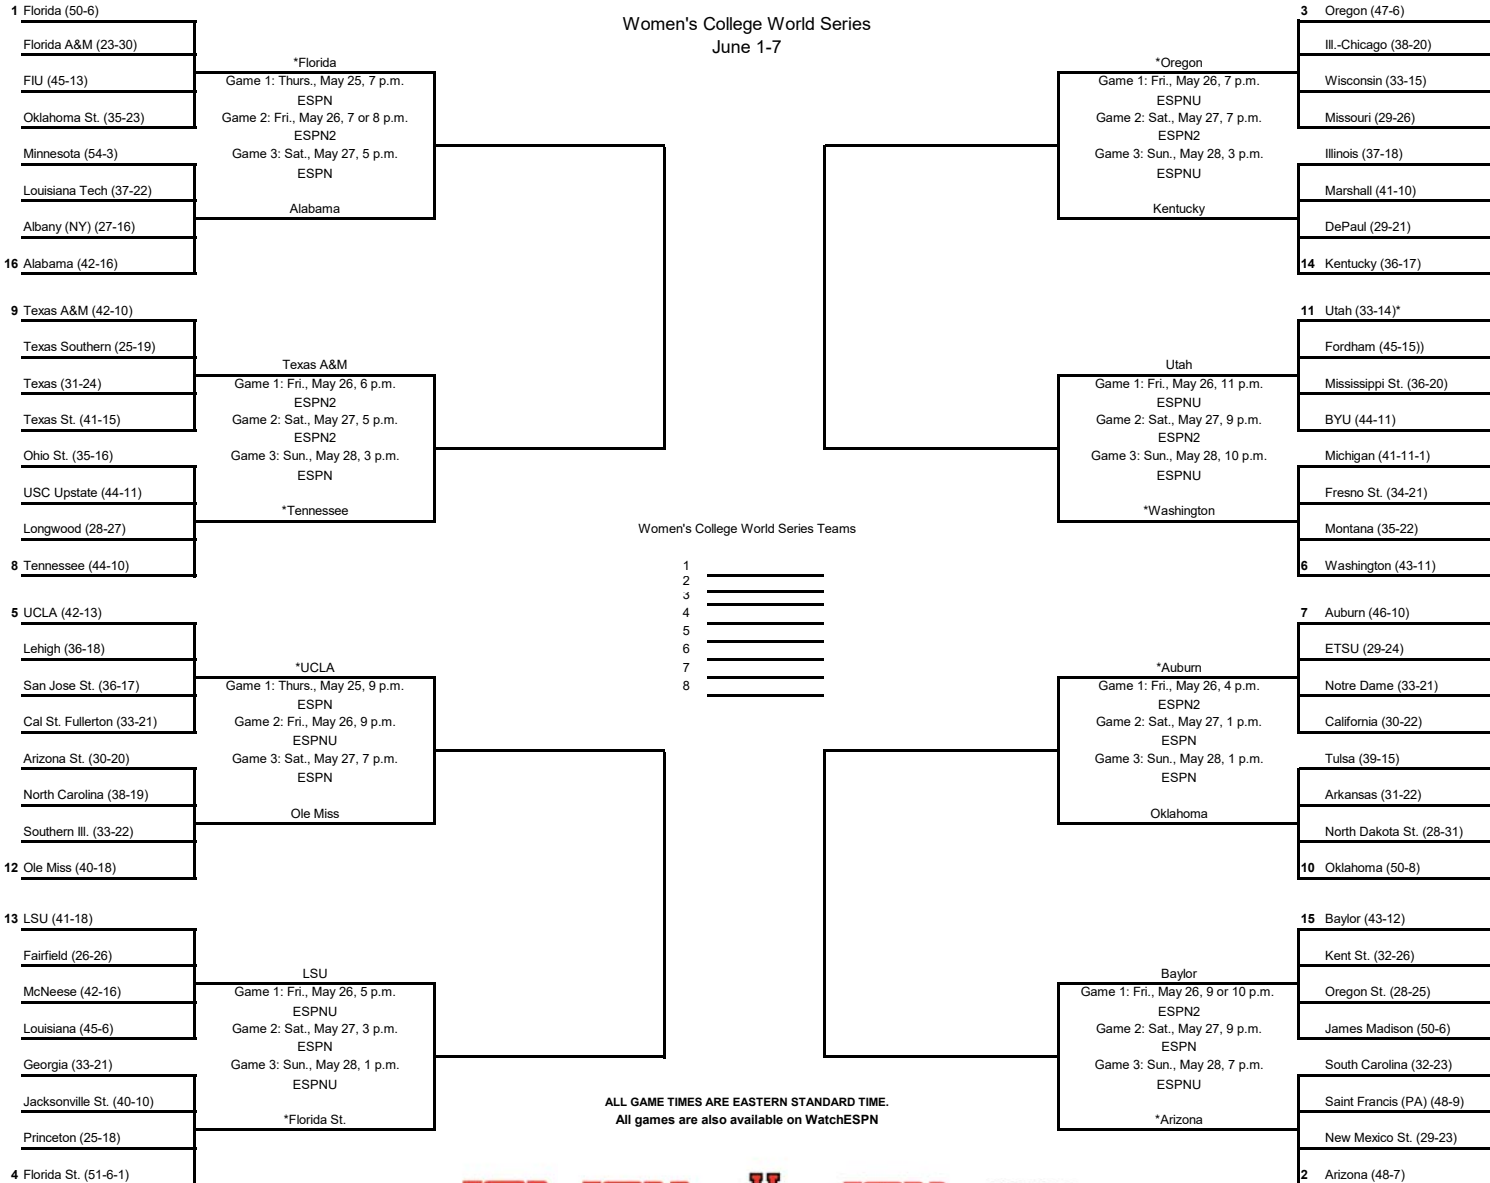 Women's College World Series
June 1-7
1 Florida (50-6)
Florida A&M (23-30)
FIU (45-13)
Oklahoma St. (35-23)
Minnesota (54-3)
Louisiana Tech (37-22)
Albany (NY) (27-16)
16 Alabama (42-16)
*Florida
Game 1: Thurs., May 25, 7 p.m.
ESPN
Game 2: Fri., May 26, 7 or 8 p.m.
ESPN2
Game 3: Sat., May 27, 5 p.m.
ESPN
Alabama
9 Texas A&M (42-10)
Texas Southern (25-19)
Texas (31-24)
Texas St. (41-15)
Ohio St. (35-16)
USC Upstate (44-11)
Longwood (28-27)
8 Tennessee (44-10)
Texas A&M
Game 1: Fri., May 26, 6 p.m.
ESPN2
Game 2: Sat., May 27, 5 p.m.
ESPN2
Game 3: Sun., May 28, 3 p.m.
ESPN
*Tennessee
5 UCLA (42-13)
Lehigh (36-18)
San Jose St. (36-17)
Cal St. Fullerton (33-21)
Arizona St. (30-20)
North Carolina (38-19)
Southern Ill. (33-22)
12 Ole Miss (40-18)
*UCLA
Game 1: Thurs., May 25, 9 p.m.
ESPN
Game 2: Fri., May 26, 9 p.m.
ESPNU
Game 3: Sat., May 27, 7 p.m.
ESPN
Ole Miss
13 LSU (41-18)
Fairfield (26-26)
McNeese (42-16)
Louisiana (45-6)
Georgia (33-21)
Jacksonville St. (40-10)
Princeton (25-18)
4 Florida St. (51-6-1)
LSU
Game 1: Fri., May 26, 5 p.m.
ESPNU
Game 2: Sat., May 27, 3 p.m.
ESPN
Game 3: Sun., May 28, 1 p.m.
ESPNU
*Florida St.
Women's College World Series Teams
1
2
3
4
5
6
7
8
ALL GAME TIMES ARE EASTERN STANDARD TIME.
All games are also available on WatchESPN
*Oregon
Game 1: Fri., May 26, 7 p.m.
ESPNU
Game 2: Sat., May 27, 7 p.m.
ESPN2
Game 3: Sun., May 28, 3 p.m.
ESPNU
Kentucky
3 Oregon (47-6)
Ill.-Chicago (38-20)
Wisconsin (33-15)
Missouri (29-26)
Illinois (37-18)
Marshall (41-10)
DePaul (29-21)
14 Kentucky (36-17)
Utah
Game 1: Fri., May 26, 11 p.m.
ESPNU
Game 2: Sat., May 27, 9 p.m.
ESPN2
Game 3: Sun., May 28, 10 p.m.
ESPNU
*Washington
11 Utah (33-14)*
Fordham (45-15))
Mississippi St. (36-20)
BYU (44-11)
Michigan (41-11-1)
Fresno St. (34-21)
Montana (35-22)
6 Washington (43-11)
*Auburn
Game 1: Fri., May 26, 4 p.m.
ESPN2
Game 2: Sat., May 27, 1 p.m.
ESPN
Game 3: Sun., May 28, 1 p.m.
ESPN
Oklahoma
7 Auburn (46-10)
ETSU (29-24)
Notre Dame (33-21)
California (30-22)
Tulsa (39-15)
Arkansas (31-22)
North Dakota St. (28-31)
10 Oklahoma (50-8)
Baylor
Game 1: Fri., May 26, 9 or 10 p.m.
ESPN2
Game 2: Sat., May 27, 9 p.m.
ESPN
Game 3: Sun., May 28, 7 p.m.
ESPNU
*Arizona
15 Baylor (43-12)
Kent St. (32-26)
Oregon St. (28-25)
James Madison (50-6)
South Carolina (32-23)
Saint Francis (PA) (48-9)
New Mexico St. (29-23)
2 Arizona (48-7)